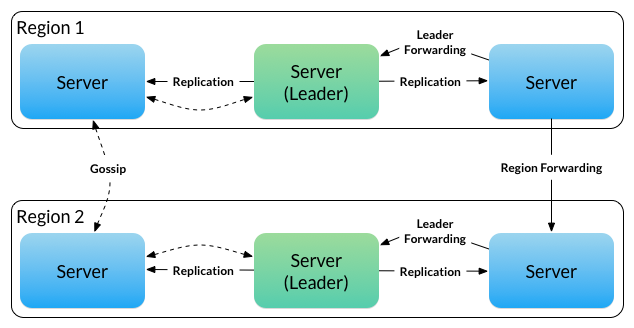 Region 1
Leader
Forwarding
Server
Replication
Server
(Leader)
Replication
Server
Gossip
Region Forwarding
Region 2
Leader
Forwarding
Server
Replication
Server
(Leader)
Replication
Server